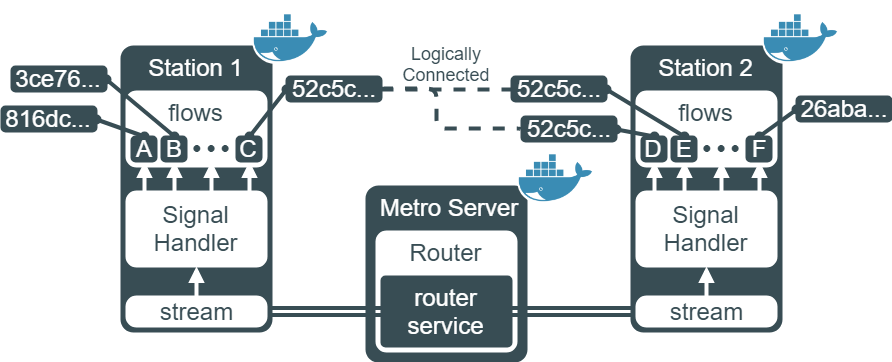 Station 1
3ce76...
816dc...
flows
A B ... C
Signal
Handler
stream
52c5c...
Logically
Connected
52c5c...
52c5c...
Metro Server
Router
router
service
Station 2
flows
D E ... F
26aba...
Signal
Handler
stream